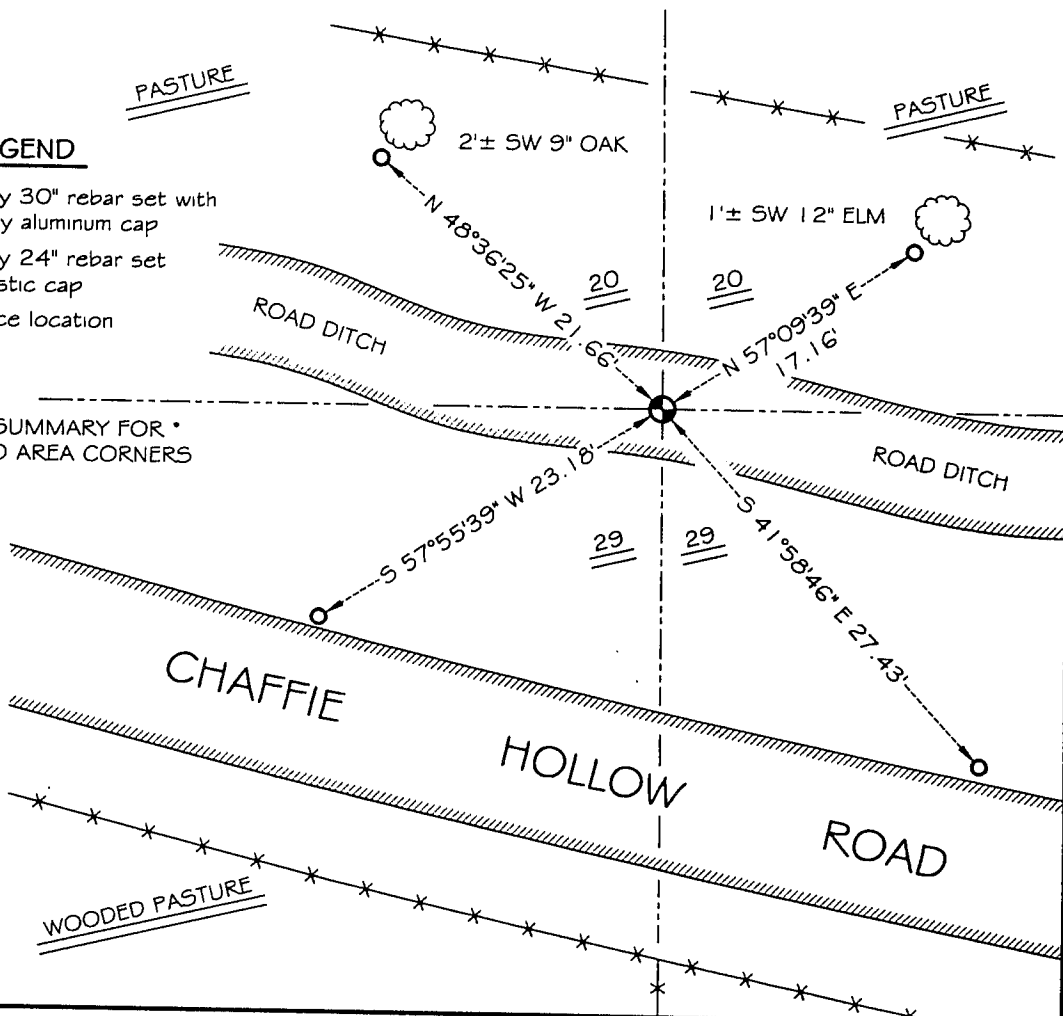 PASTURE
PASTURE
2'± SW 9" OAK
GEND
y 30" rebar set with
y aluminum cap
1'± SW 12" ELM
y 24" rebar set
stic cap
ce location
N 48°36'25" W 21.66'
20
20
N 57°09'39" E
17.16'
ROAD DITCH
SUMMARY FOR •
D AREA CORNERS
ROAD DITCH
S 57°55'39" W 23.18'
29
29
S 41°58'46" E 27.43'
CHAFFIE
HOLLOW
ROAD
WOODED PASTURE